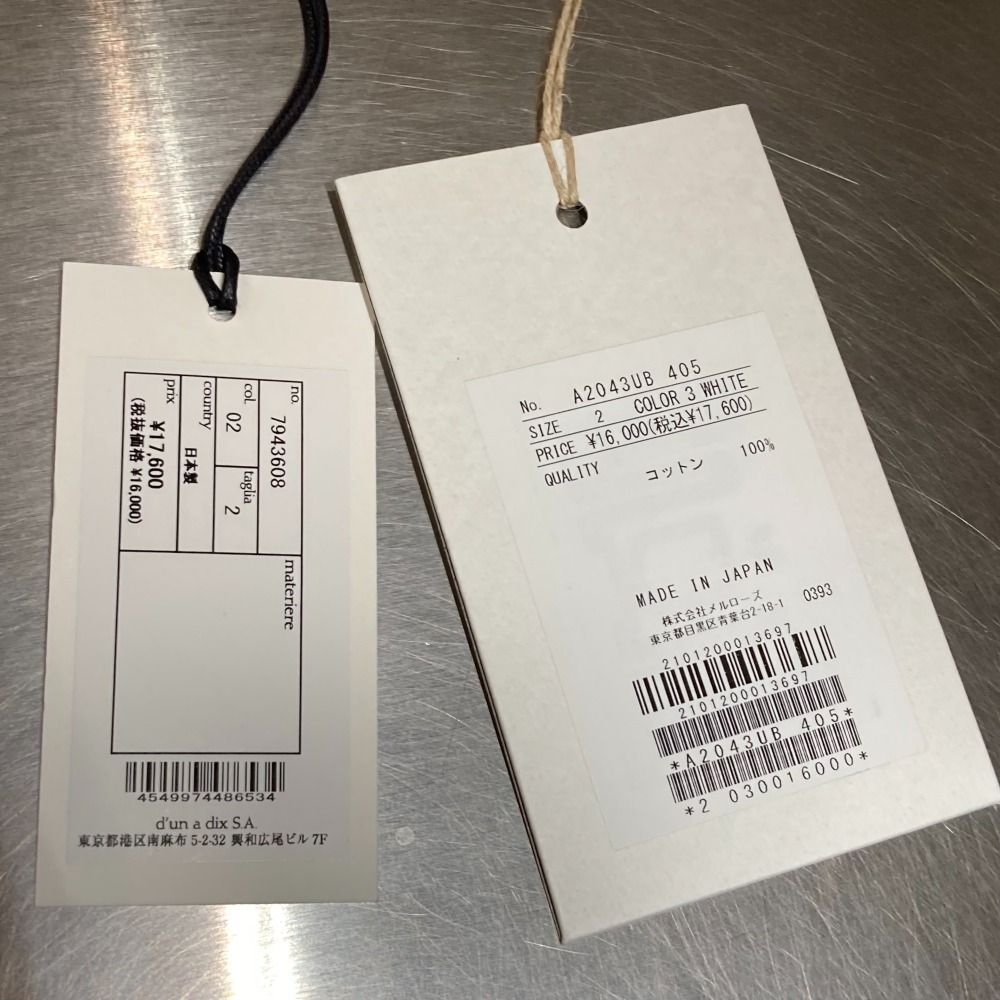 no. 7943608
col. 02 taglia 2
country 日本製
prix ¥17,600
(税抜価格 ¥16,000)
materiere
4549974486534
d'un a dix S.A.
東京都港区南麻布 5-2-32 興和広尾ビル 7F
No. A2043UB 405
SIZE 2 COLOR 3 WHITE
PRICE ¥16,000(税込¥17,600)
QUALITY コットン 100%
MADE IN JAPAN
株式会社メルローズ 0393
東京都目黒区青葉台2-18-1
2101200013697
2101200013697
*A2043UB 405*
*2 030016000*